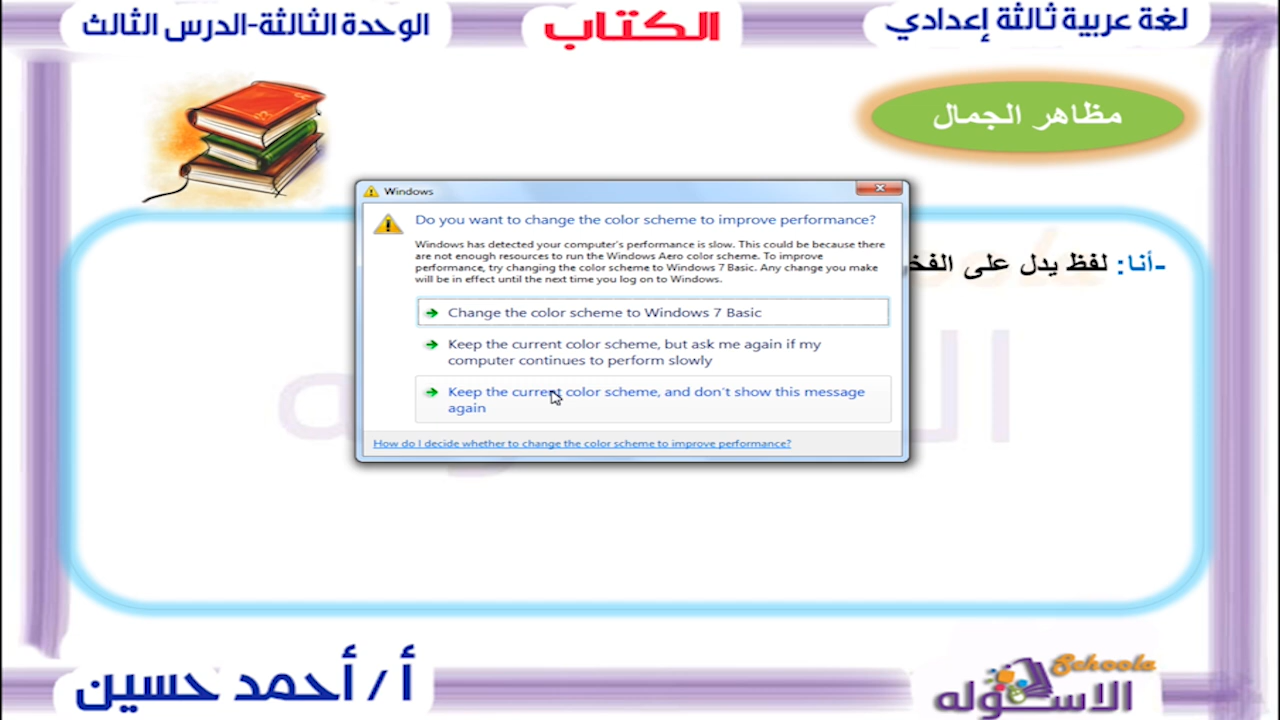 لغة عربية ثالثة إعدادي
الكتاب
الوحدة الثالثة-الدرس الثالث
مظاهر الجمال
-أنا: لفظ يدل على
Windows
Do you want to change the color scheme to improve performance?
Windows has detected your computer's performance is slow. This could be because there
are not enough resources to run the Windows Aero color scheme. To improve
performance, try changing the color scheme to Windows 7 Basic. Any change you make
will be in effect until the next time you log on to Windows.
Change the color scheme to Windows 7 Basic
Keep the current color scheme, but ask me again if my
computer continues to perform slowly
Keep the current color scheme, and don't show this message
again
How do I decide whether to change the color scheme to improve performance?
أ / أحمد حسين
Schoola
الاسكوله